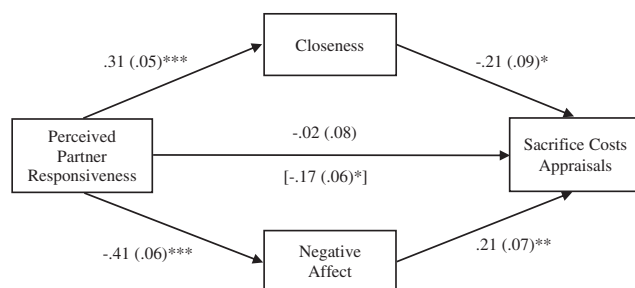 Closeness
.31 (.05)***
-.21 (.09)*
Perceived
Partner
Responsiveness
-.02 (.08)
[-.17 (.06)*]
Sacrifice Costs
Appraisals
-.41 (.06)***
Negative
Affect
.21 (.07)**